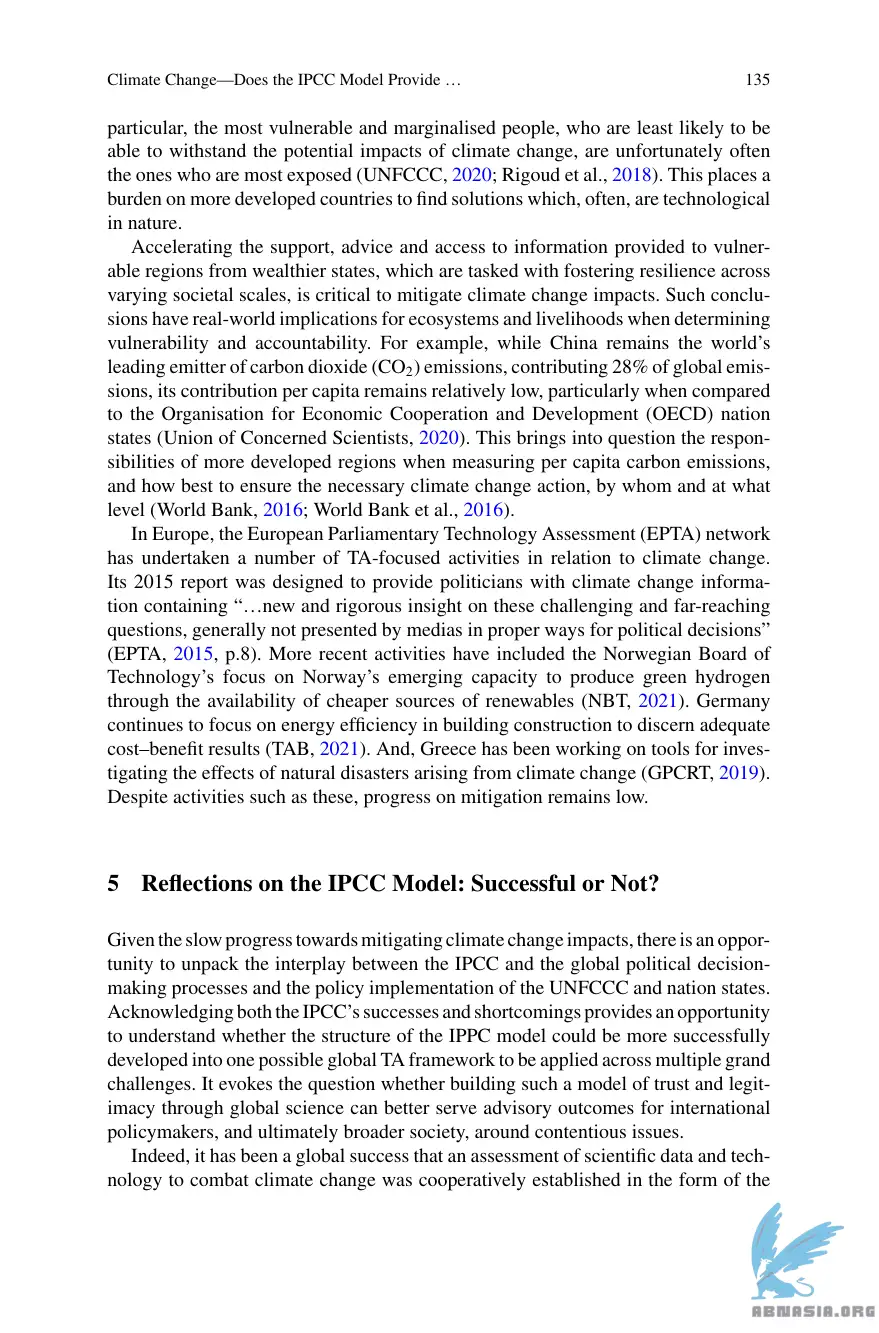 Climate Change—Does the IPCC Model Provide … 135
particular, the most vulnerable and marginalised people, who are least likely to be
able to withstand the potential impacts of climate change, are unfortunately often
the ones who are most exposed (UNFCCC, 2020; Rigoud et al., 2018). This places a
burden on more developed countries to find solutions which, often, are technological
in nature.
Accelerating the support, advice and access to information provided to vulner-
able regions from wealthier states, which are tasked with fostering resilience across
varying societal scales, is critical to mitigate climate change impacts. Such conclu-
sions have real-world implications for ecosystems and livelihoods when determining
vulnerability and accountability. For example, while China remains the world’s
leading emitter of carbon dioxide (CO₂) emissions, contributing 28% of global emis-
sions, its contribution per capita remains relatively low, particularly when compared
to the Organisation for Economic Cooperation and Development (OECD) nation
states (Union of Concerned Scientists, 2020). This brings into question the respon-
sibilities of more developed regions when measuring per capita carbon emissions,
and how best to ensure the necessary climate change action, by whom and at what
level (World Bank, 2016; World Bank et al., 2016).
In Europe, the European Parliamentary Technology Assessment (EPTA) network
has undertaken a number of TA-focused activities in relation to climate change.
Its 2015 report was designed to provide politicians with climate change informa-
tion containing “…new and rigorous insight on these challenging and far-reaching
questions, generally not presented by medias in proper ways for political decisions”
(EPTA, 2015, p.8). More recent activities have included the Norwegian Board of
Technology’s focus on Norway’s emerging capacity to produce green hydrogen
through the availability of cheaper sources of renewables (NBT, 2021). Germany
continues to focus on energy efficiency in building construction to discern adequate
cost–benefit results (TAB, 2021). And, Greece has been working on tools for inves-
tigating the effects of natural disasters arising from climate change (GPCRT, 2019).
Despite activities such as these, progress on mitigation remains low.
5 Reflections on the IPCC Model: Successful or Not?
Given the slow progress towards mitigating climate change impacts, there is an oppor-
tunity to unpack the interplay between the IPCC and the global political decision-
making processes and the policy implementation of the UNFCCC and nation states.
Acknowledging both the IPCC’s successes and shortcomings provides an opportunity
to understand whether the structure of the IPPC model could be more successfully
developed into one possible global TA framework to be applied across multiple grand
challenges. It evokes the question whether building such a model of trust and legit-
imacy through global science can better serve advisory outcomes for international
policymakers, and ultimately broader society, around contentious issues.
Indeed, it has been a global success that an assessment of scientific data and tech-
nology to combat climate change was cooperatively established in the form of the
ABNASIA.ORG